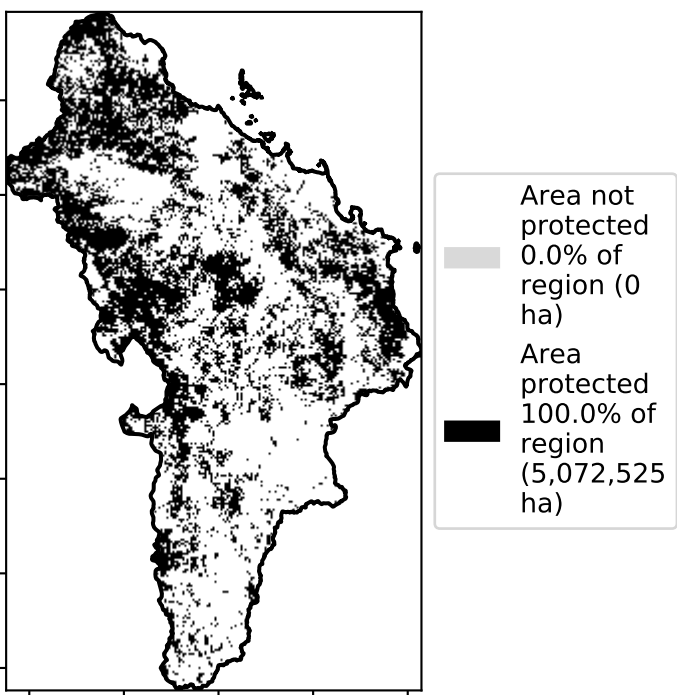 Area not
protected
0.0% of
region (0
ha)
Area
protected
100.0% of
region
(5,072,525
ha)